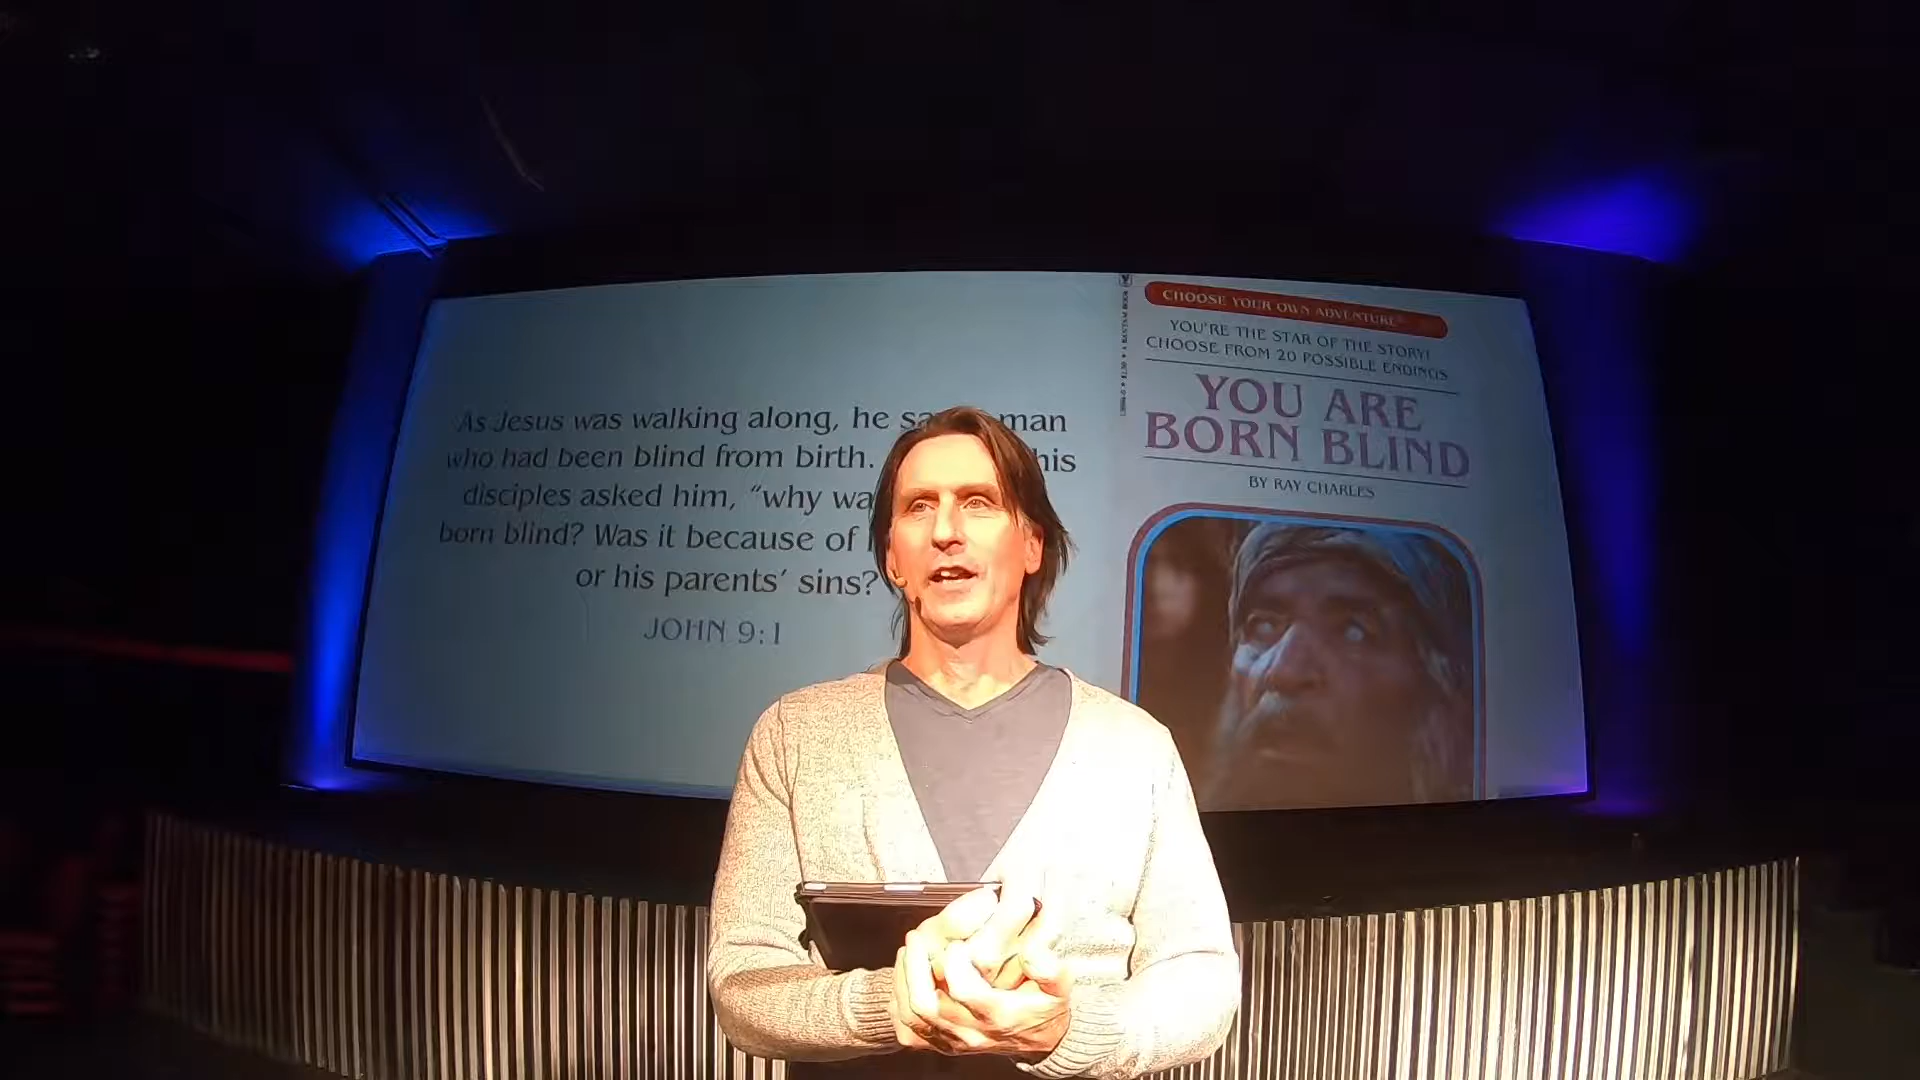 As Jesus was walking along, he man
who had been blind from birth. his
disciples asked him, “why
born blind? Was it because of
or his parents’ sins?
JOHN 9:1
CHOOSE YOUR OWN ADVENTURE®
YOU'RE THE STAR OF THE STORY!
CHOOSE FROM 20 POSSIBLE ENDINGS
YOU ARE
BORN BLIND
BY RAY CHARLES